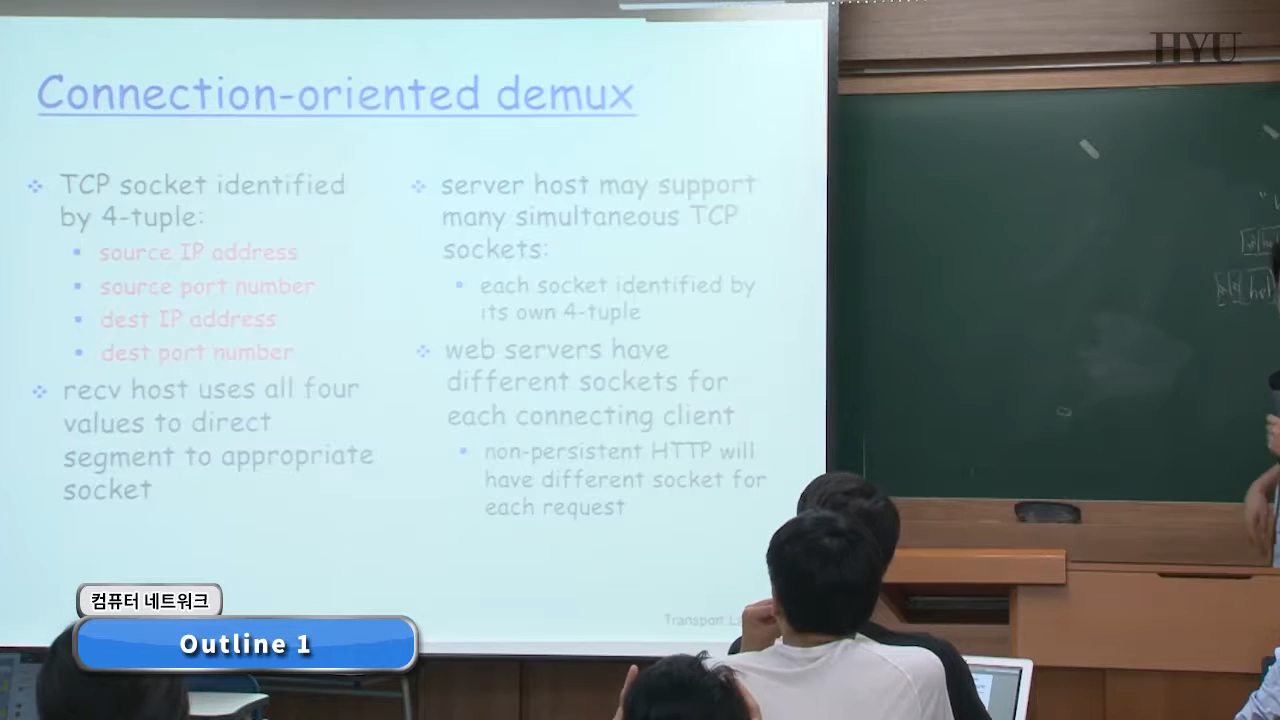 HYU
Connection-oriented demux
TCP socket identified
by 4-tuple:
source IP address
source port number
dest IP address
dest port number
recv host uses all four
values to direct
segment to appropriate
socket
server host may support
many simultaneous TCP
sockets:
each socket identified by
its own 4-tuple
web servers have
different sockets for
each connecting client
non-persistent HTTP will
have different socket for
each request
Transport
컴퓨터 네트워크
Outline 1